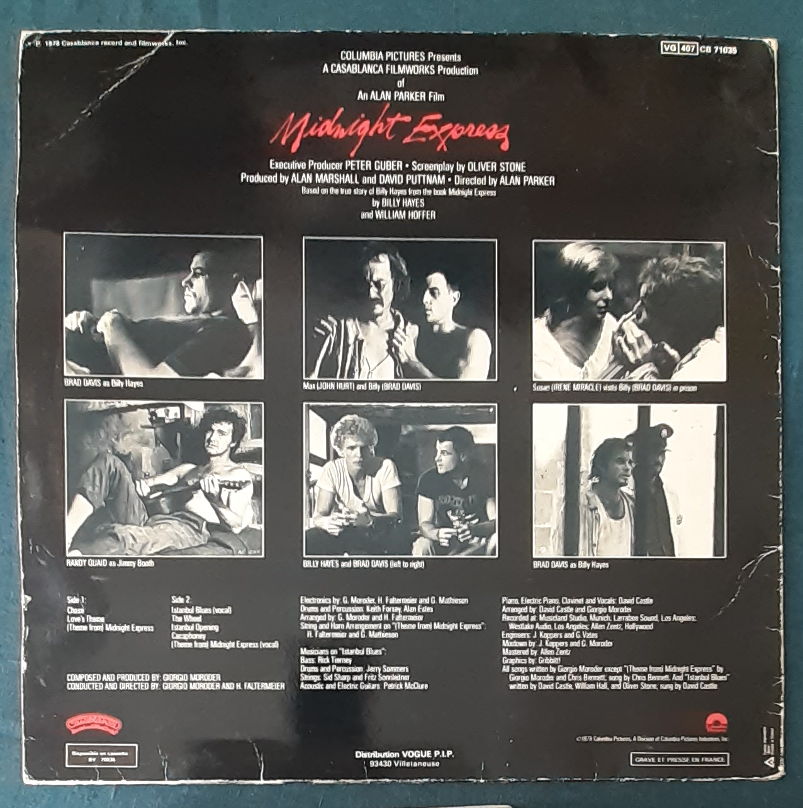 ℗ 1978 Casablanca record and filmworks, Inc.
VG 407 CB 71035
COLUMBIA PICTURES Presents
A CASABLANCA FILMWORKS Production
of
An ALAN PARKER Film
Midnight Express
Executive Producer PETER GUBER • Screenplay by OLIVER STONE
Produced by ALAN MARSHALL and DAVID PUTTNAM • Directed by ALAN PARKER
Based on the true story of Billy Hayes from the book Midnight Express
by BILLY HAYES
and WILLIAM HOFFER
BRAD DAVIS as Billy Hayes
Max (JOHN HURT) and Billy (BRAD DAVIS)
Susan (IRENE MIRACLE) visits Billy (BRAD DAVIS) in prison
RANDY QUAID as Jimmy Booth
BILLY HAYES and BRAD DAVIS (left to right)
BRAD DAVIS as Billy Hayes
Side 1:
Chase
Love's Theme
(Theme from) Midnight Express
Side 2:
Istanbul Blues (vocal)
The Wheel
Istanbul Opening
Cacaphoney
(Theme from) Midnight Express (vocal)
COMPOSED AND PRODUCED BY: GIORGIO MORODER
CONDUCTED AND DIRECTED BY: GIORGIO MORODER AND H. FALTERMEIER
Electronics by: G. Moroder, H. Faltermeier and G. Mathieson
Drums and Percussion: Keith Forsey, Alan Estes
Arranged by: G. Moroder and H. Faltermeier
String and Horn Arrangement on "(Theme from) Midnight Express":
H. Faltermeier and G. Mathieson
Musicians on "Istanbul Blues":
Bass: Rick Tierney
Drums and Percussion: Jerry Sommers
Strings: Sid Sharp and Fritz Sonnleitner
Acoustic and Electric Guitars: Patrick McClure
Piano, Electric Piano, Clavinet and Vocals: David Castle
Arranged by: David Castle and Giorgio Moroder
Recorded at: Musicland Studio, Munich, Larrabee Sound, Los Angeles;
Westlake Audio, Los Angeles; Allen Zentz, Hollywood
Engineers: J. Koppers and G. Vates
Mixdown by: J. Koppers and G. Moroder
Mastered by: Allen Zentz
Graphics by: Gribbitt!
All songs written by Giorgio Moroder except "(Theme from) Midnight Express" by
Giorgio Moroder and Chris Bennett, sung by Chris Bennett. And "Istanbul Blues"
written by David Castle, William Hall, and Oliver Stone, sung by David Castle
Casablanca
©1978 Columbia Pictures, A Division of Columbia Pictures Industries, Inc.
Disponible en cassette
Distribution VOGUE P.I.P.
93430 Villetaneuse
GRAVÉ ET PRESSÉ EN FRANCE